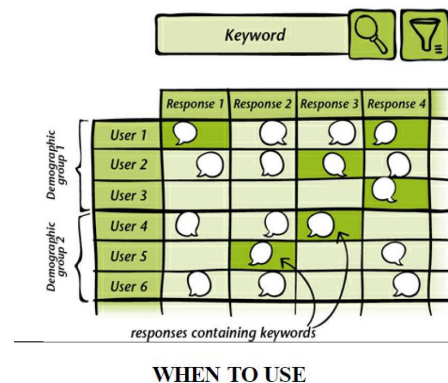 Keyword
Response 1 Response 2 Response 3 Response 4
Demographic
group 1
User 1
User 2
User 3
Demographic
group 2
User 4
User 5
User 6
responses containing keywords
WHEN TO USE